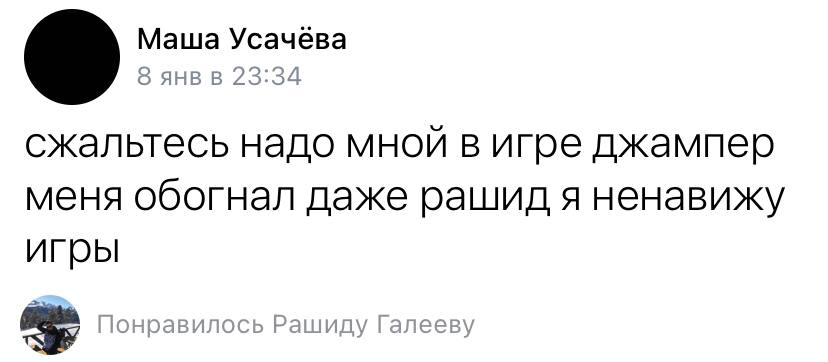 Маша Усачёва
8 янв в 23:34
сжальтесь надо мной в игре джампер
меня обогнал даже рашид я ненавижу
игры
Понравилось Рашиду Галееву